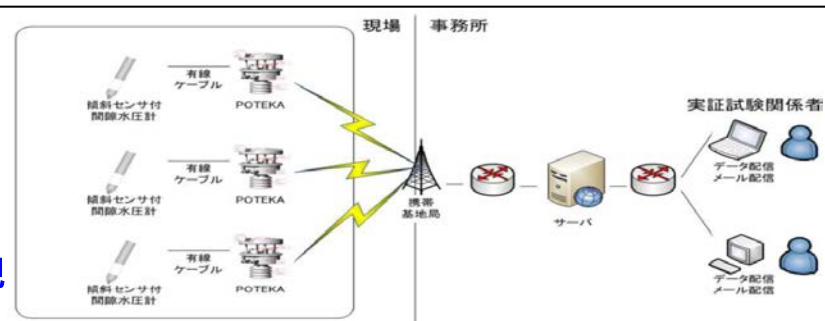 現場
事務所
有線
ケーブル
傾斜センサ付
間隙水圧計
POTEKA
有線
ケーブル
傾斜センサ付
間隙水圧計
POTEKA
有線
ケーブル
傾斜センサ付
間隙水圧計
POTEKA
携帯
基地局
サーバ
実証試験関係者
データ配信
メール配信
データ配信
メール配信